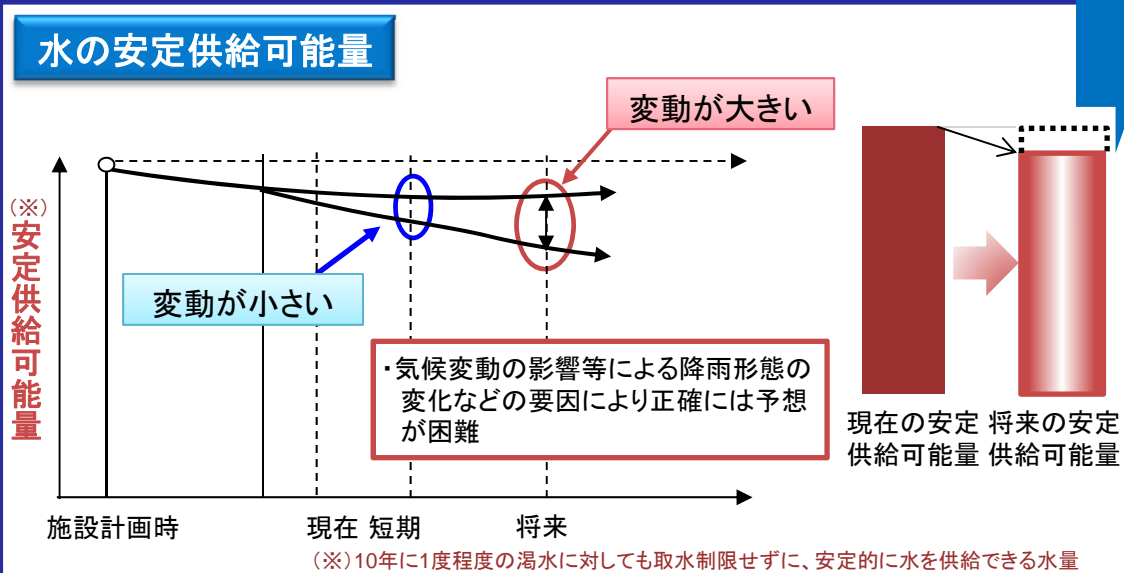 水の安定供給可能量
変動が大きい
(※)
安定供給可能量
変動が小さい
・気候変動の影響等による降雨形態の
変化などの要因により正確には予想
が困難
現在の安定
供給可能量
将来の安定
供給可能量
施設計画時
現在
短期
将来
(※)10年に1度程度の渇水に対しても取水制限せずに、安定的に水を供給できる水量